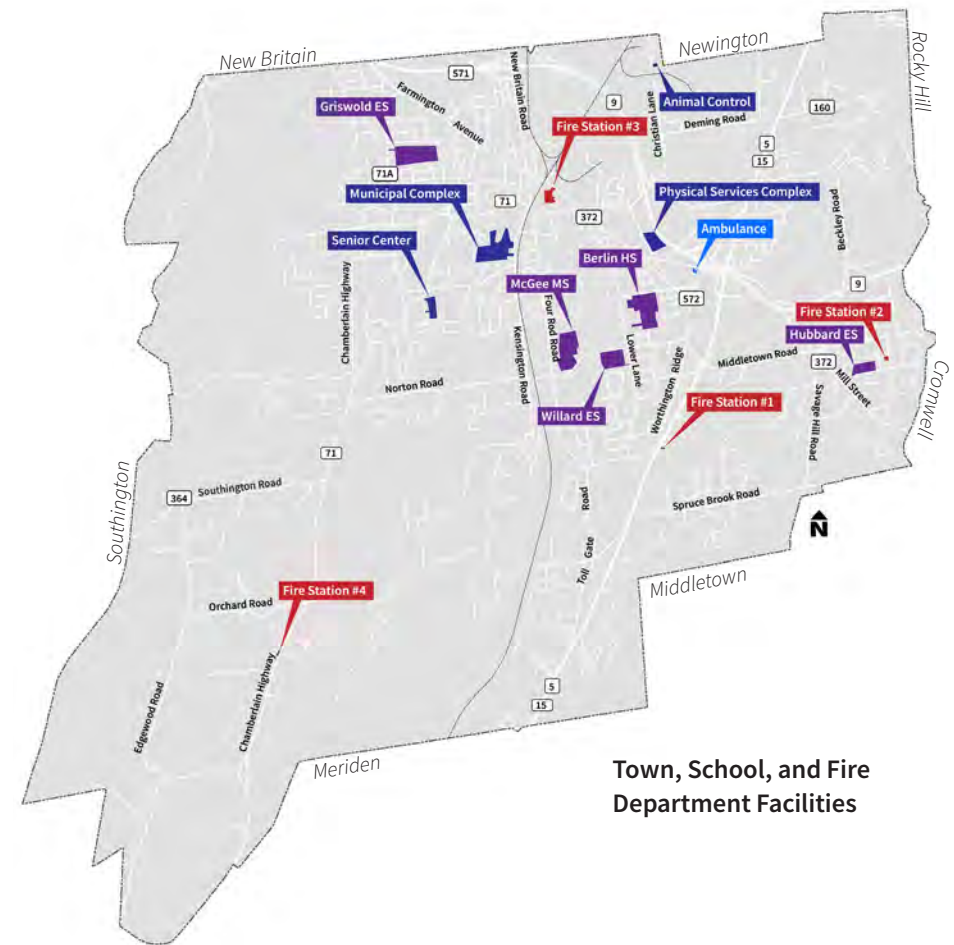 New Britain
Newington
Rocky Hill
571
New Britain Road
Farmington
Avenue
9
Christian Lane
Animal Control
Deming Road
160
Griswold ES
Fire Station #3
5
15
71A
Municipal Complex
71
372
Physical Services Complex
Beckley Road
Senior Center
Ambulance
Berlin HS
McGee MS
Chamberlain Highway
Four Rod Road
572
9
Fire Station #2
Hubbard ES
Kensington Road
Lower Lane
Worthington Ridge
Middletown Road
372
Mill Street
Cromwell
Norton Road
Willard ES
Fire Station #1
Savage Hill Road
71
Southington
364
Southington Road
Toll Gate Road
Spruce Brook Road
N
Middletown
Fire Station #4
Orchard Road
Edgewood Road
Chamberlain Highway
5
15
Meriden
Town, School, and Fire
Department Facilities